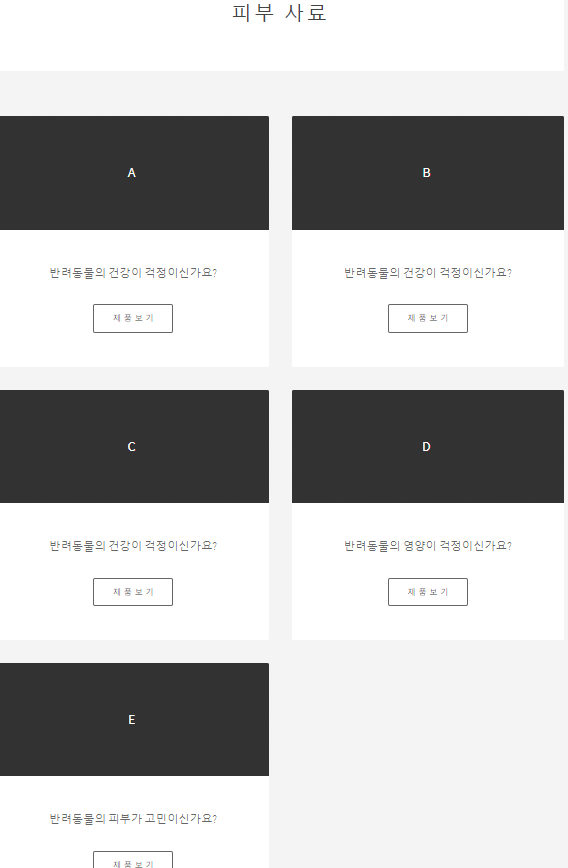 피부 사료
A
B
반려동물의 건강이 걱정이신가요?
반려동물의 건강이 걱정이신가요?
제품보기
제품보기
C
D
반려동물의 건강이 걱정이신가요?
반려동물의 영양이 걱정이신가요?
제품보기
제품보기
E
반려동물의 피부가 고민이신가요?
제품보기